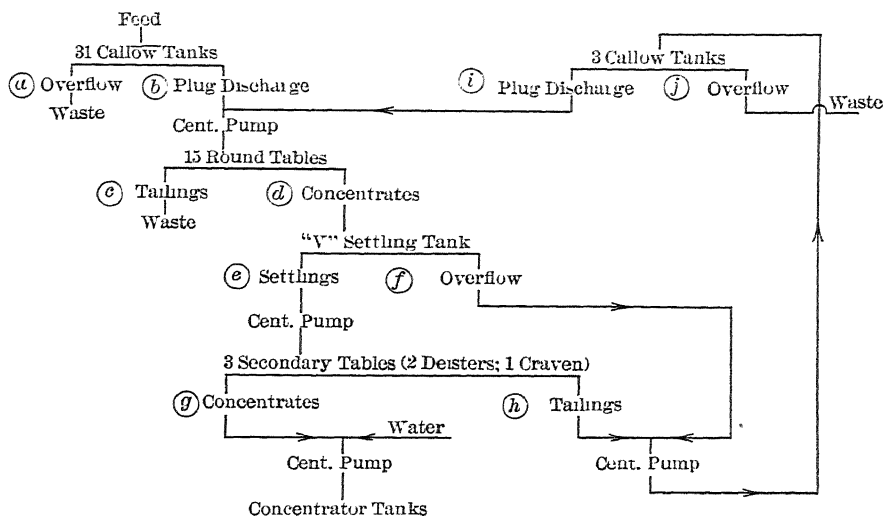 Feed
31 Callow Tanks
3 Callow Tanks
a Overflow
b Plug Discharge
i Plug Discharge
j Overflow
Waste
Waste
Cent. Pump
15 Round Tables
c Tailings
d Concentrates
Waste
"V" Settling Tank
e Settlings
f Overflow
Cent. Pump
3 Secondary Tables (2 Deisters; 1 Craven)
g Concentrates
h Tailings
Water
Cent. Pump
Cent. Pump
Concentrator Tanks